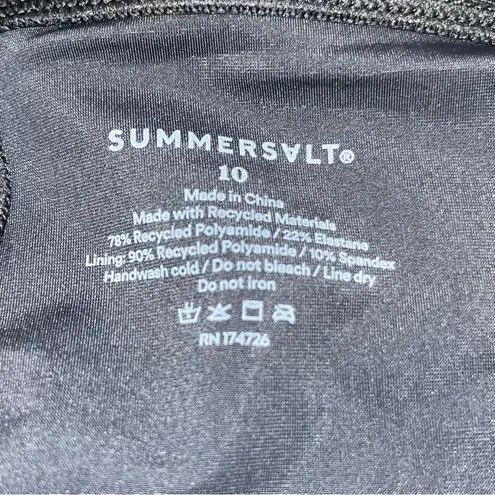 SUMMERSȺLT®
10
Made in China
Made with Recycled Materials
78% Recycled Polyamide / 22% Elastane
Lining: 90% Recycled Polyamide / 10% Spandex
Handwash cold / Do not bleach / Line dry
Do not iron
RN 174726